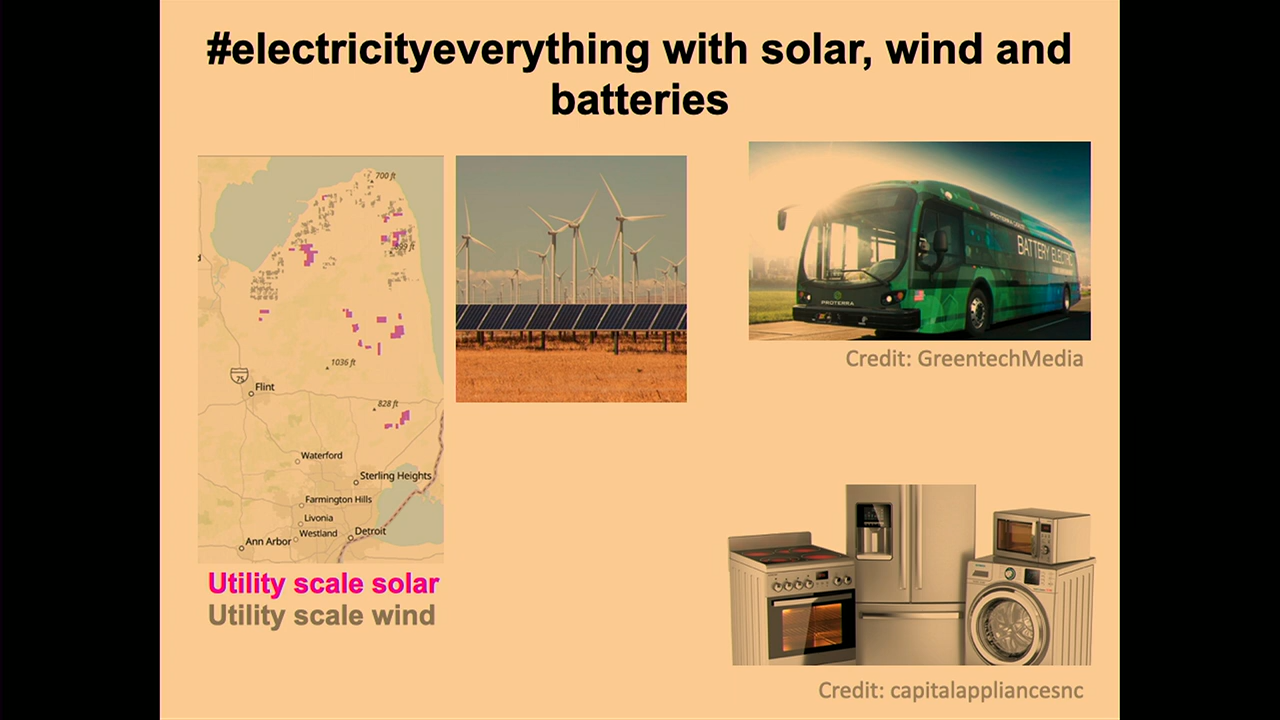 #electricityeverything with solar, wind and
batteries
700 ft
1036 ft
75
Flint
828 ft
Waterford
Sterling Heights
Farmington Hills
Livonia
Westland
Detroit
Ann Arbor
Utility scale solar
Utility scale wind
BATTERY ELECTRIC
PROTERRA
Credit: GreentechMedia
Credit: capitalappliancesnc